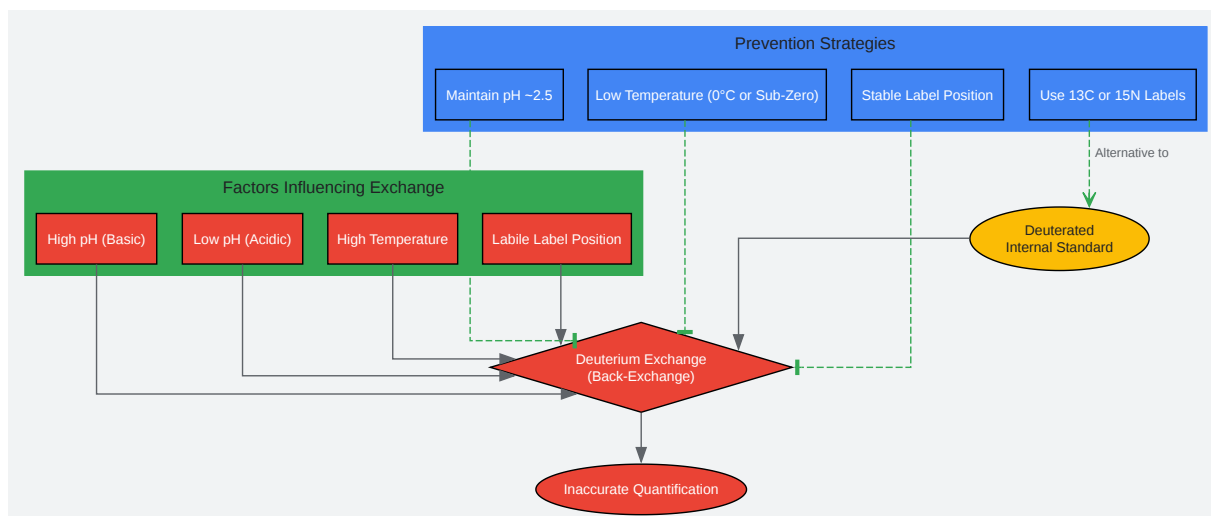 Prevention Strategies
Maintain pH ~2.5
Low Temperature (0°C or Sub-Zero)
Stable Label Position
Use 13C or 15N Labels
Alternative to
Factors Influencing Exchange
High pH (Basic)
Low pH (Acidic)
High Temperature
Labile Label Position
Deuterated
Internal Standard
Deuterium Exchange
(Back-Exchange)
Inaccurate Quantification